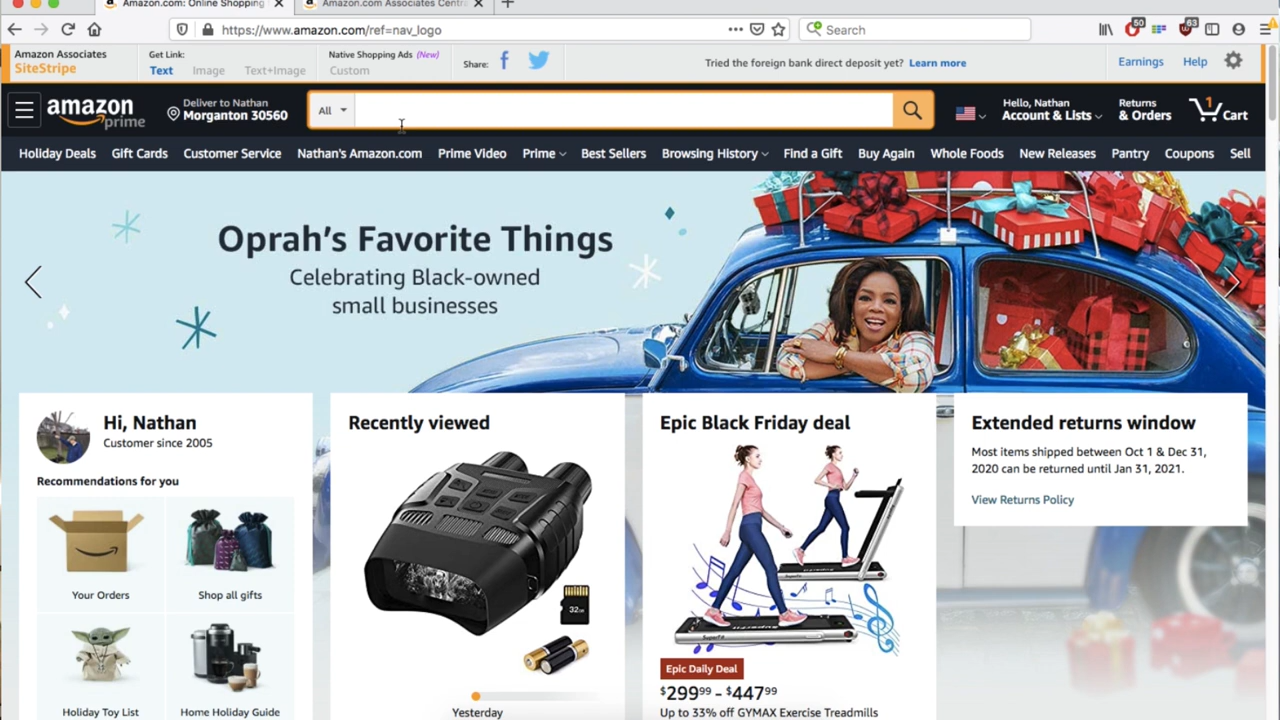 Amazon.com: Online Shopping
Amazon.com Associates Centra
https://www.amazon.com/ref=nav_logo
Search
50
63
Amazon Associates
SiteStripe
Get Link:
Text Image Text+Image
Native Shopping Ads (New)
Custom
Share:
Tried the foreign bank direct deposit yet? Learn more
Earnings Help
amazon
prime
Deliver to Nathan
Morganton 30560
All
Hello, Nathan
Account & Lists
Returns
& Orders
1
Cart
Holiday Deals Gift Cards Customer Service Nathan's Amazon.com Prime Video Prime Best Sellers Browsing History Find a Gift Buy Again Whole Foods New Releases Pantry Coupons Sell
Oprah's Favorite Things
Celebrating Black-owned
small businesses
Hi, Nathan
Customer since 2005
Recommendations for you
Your Orders
Shop all gifts
Holiday Toy List
Home Holiday Guide
Recently viewed
32GB
Yesterday
Epic Black Friday deal
SuperFit
SuperFit
Epic Daily Deal
$299.99 - $447.99
Up to 33% off GYMAX Exercise Treadmills
Extended returns window
Most items shipped between Oct 1 & Dec 31,
2020 can be returned until Jan 31, 2021.
View Returns Policy